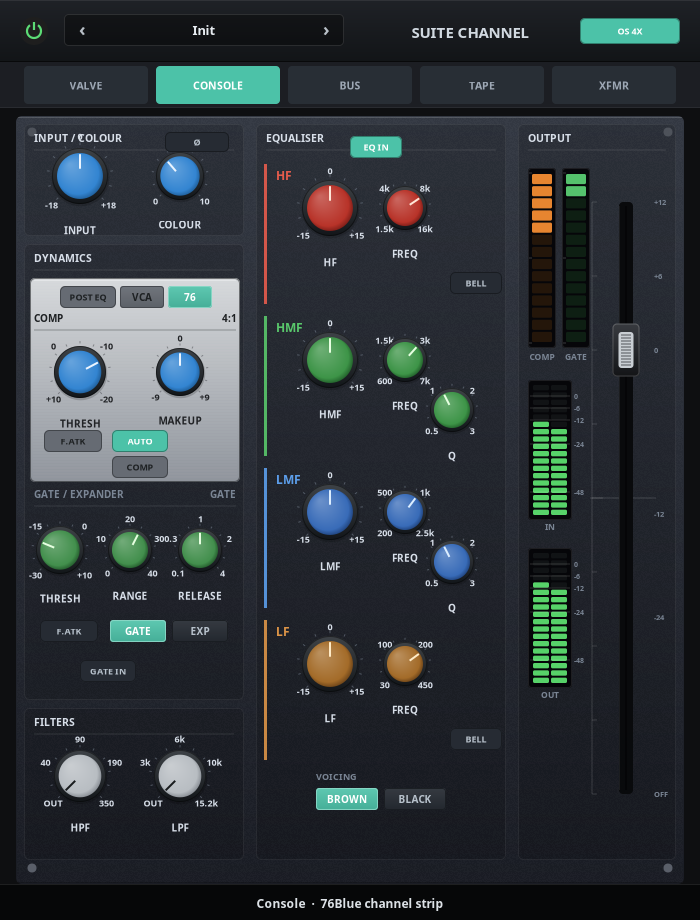 ‹ Init ›
SUITE CHANNEL
OS 4X
VALVE CONSOLE BUS TAPE XFMR
INPUT / COLOUR
0 Ø
-18 +18 0 10
INPUT COLOUR
DYNAMICS
POST EQ VCA 76
COMP 4:1
0 -10 0
+10 -20 -9 +9
THRESH MAKEUP
F.ATK AUTO
COMP
GATE / EXPANDER GATE
-15 0 20 1
10 30 0.3 2
-30 +10 0 40 0.1 4
THRESH RANGE RELEASE
F.ATK GATE EXP
GATE IN
FILTERS
90 6k
40 190 3k 10k
OUT 350 OUT 15.2k
HPF LPF
EQUALISER
EQ IN
HF
0 4k 8k
-15 +15 1.5k 16k
HF FREQ
BELL
HMF
0 1.5k 3k
-15 +15 600 7k
HMF FREQ
1 2
0.5 3
Q
LMF
0 500 1k
-15 +15 200 2.5k
LMF FREQ
1 2
0.5 3
Q
LF
0 100 200
-15 +15 30 450
LF FREQ
BELL
VOICING
BROWN BLACK
OUTPUT
COMP GATE
0
-6
-12
-24
-48
IN
0
-6
-12
-24
-48
OUT
+12
+6
0
-12
-24
OFF
Console · 76Blue channel strip